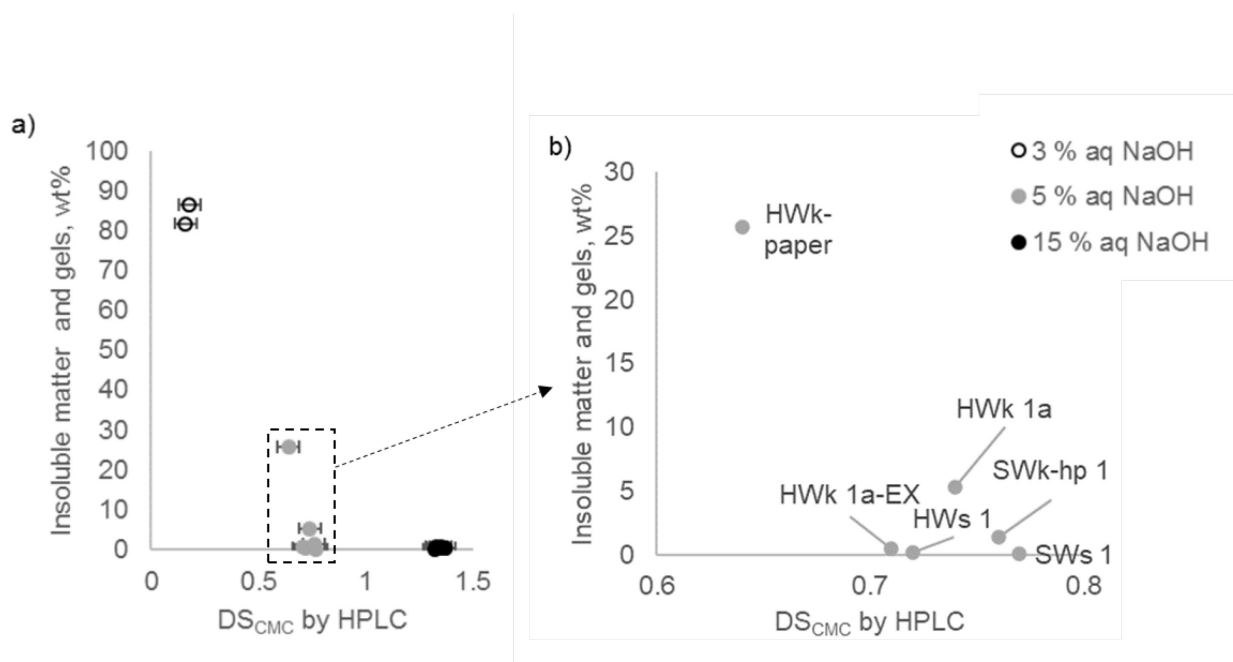 a)
Insoluble matter and gels, wt%
100
90
80
70
60
50
40
30
20
10
0
0
0.5
1
1.5
DS_CMC by HPLC
b)
Insoluble matter and gels, wt%
30
25
20
15
10
5
0
HWk-
paper
HWk 1a
SWk-hp 1
HWk 1a-EX
HWs 1
SWs 1
0.6
0.7
0.8
DS_CMC by HPLC
3 % aq NaOH
5 % aq NaOH
15 % aq NaOH